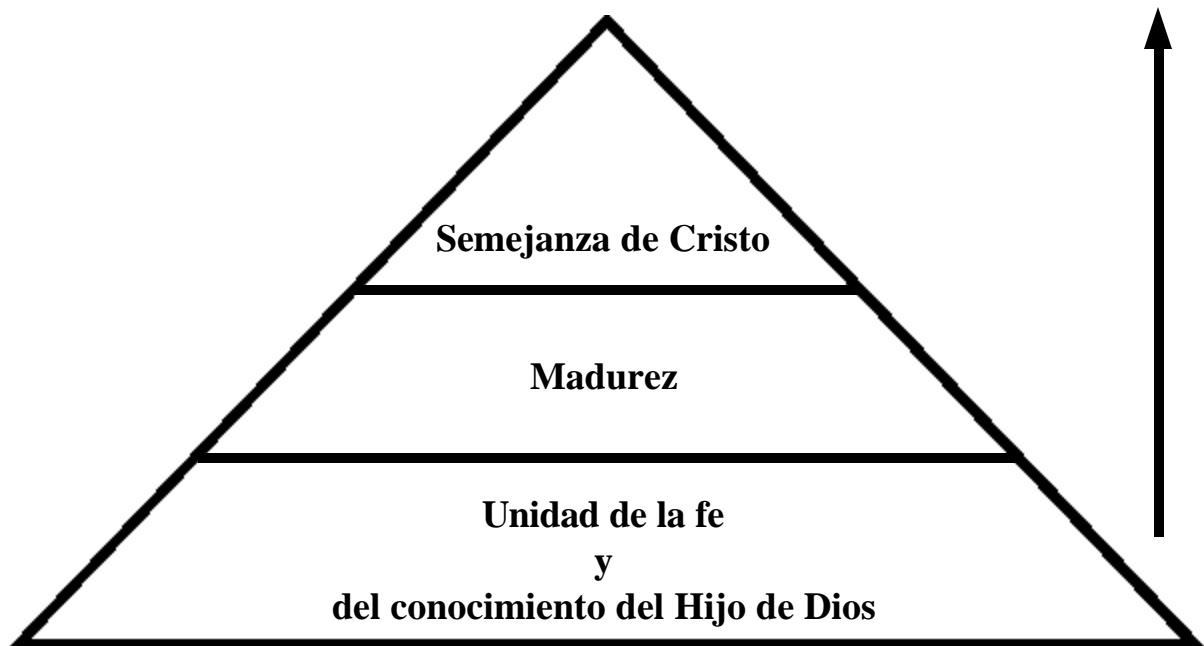 Semejanza de Cristo
Madurez
Unidad de la fe
y
del conocimiento del Hijo de Dios